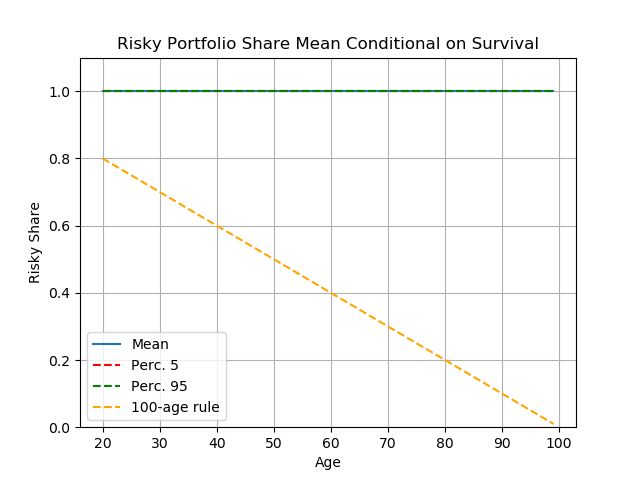 Risky Portfolio Share Mean Conditional on Survival
1.0
0.8
0.6
0.4
0.2
0.0
Risky Share
Mean
Perc. 5
Perc. 95
100-age rule
20 30 40 50 60 70 80 90 100
Age